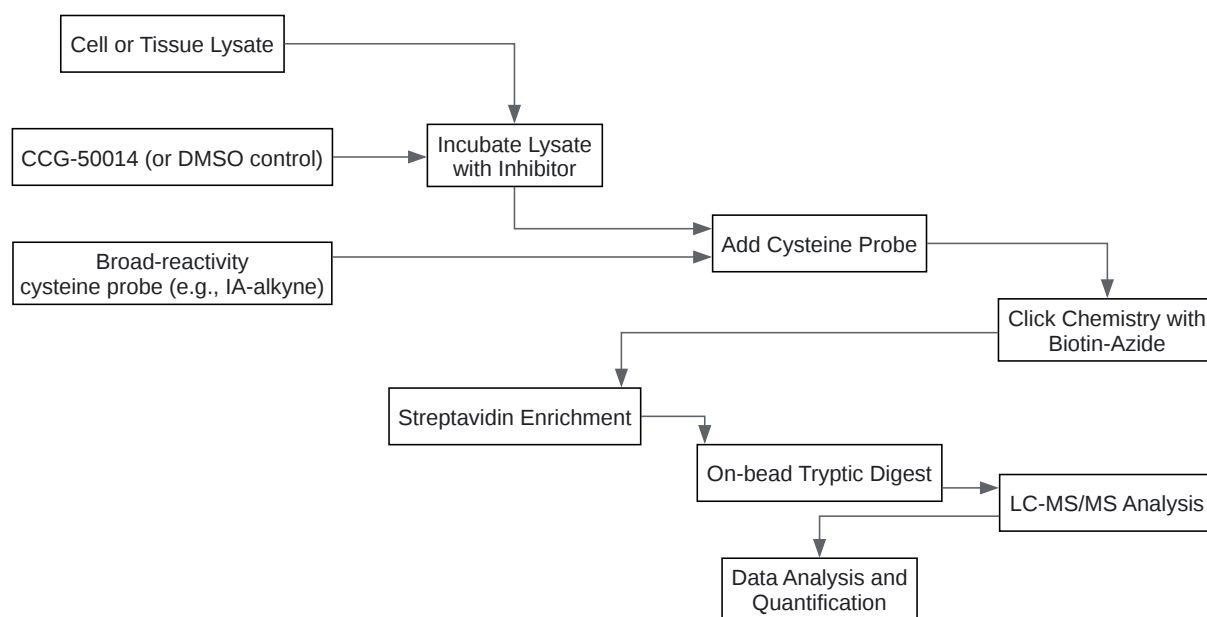 Cell or Tissue Lysate
CCG-50014 (or DMSO control)
Incubate Lysate
with Inhibitor
Broad-reactivity
cysteine probe (e.g., IA-alkyne)
Add Cysteine Probe
Click Chemistry with
Biotin-Azide
Streptavidin Enrichment
On-bead Tryptic Digest
LC-MS/MS Analysis
Data Analysis and
Quantification